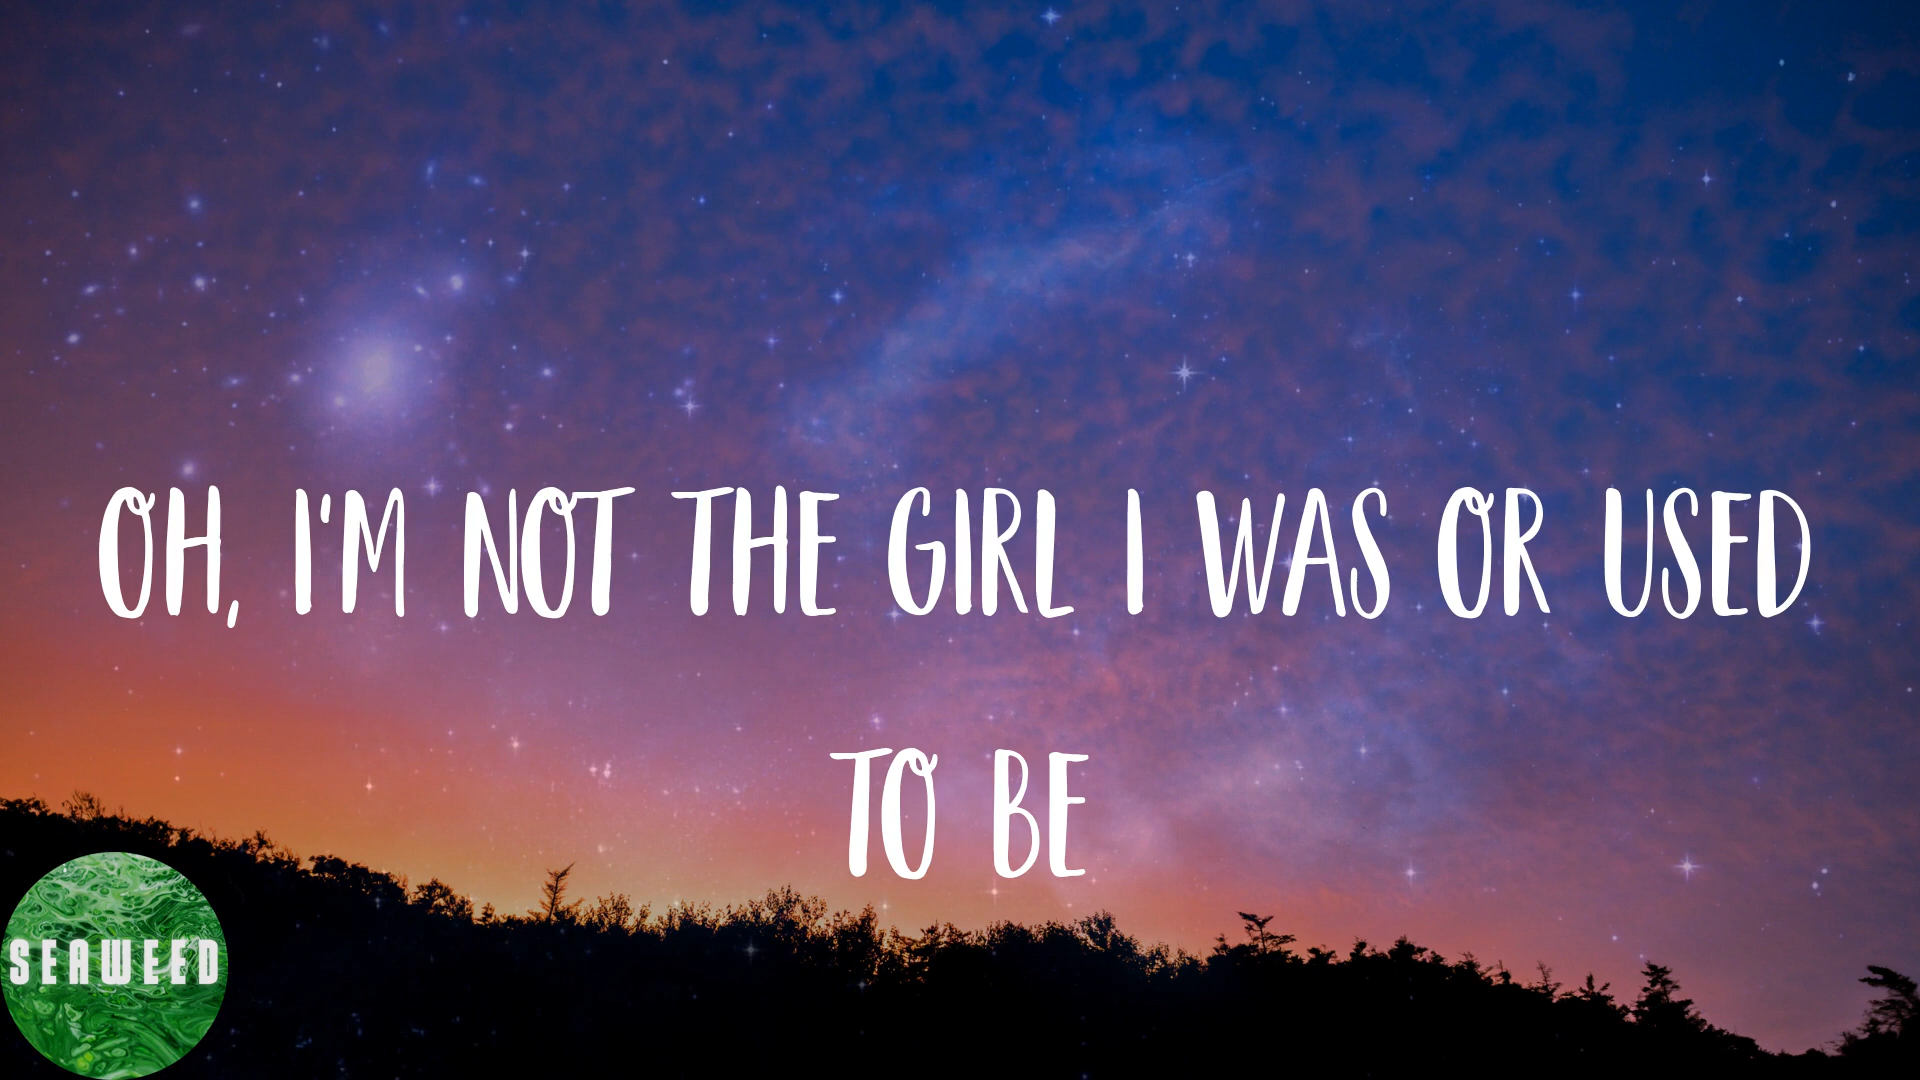 OH, I'M NOT THE GIRL I WAS OR USED
TO BE
SEAWEED